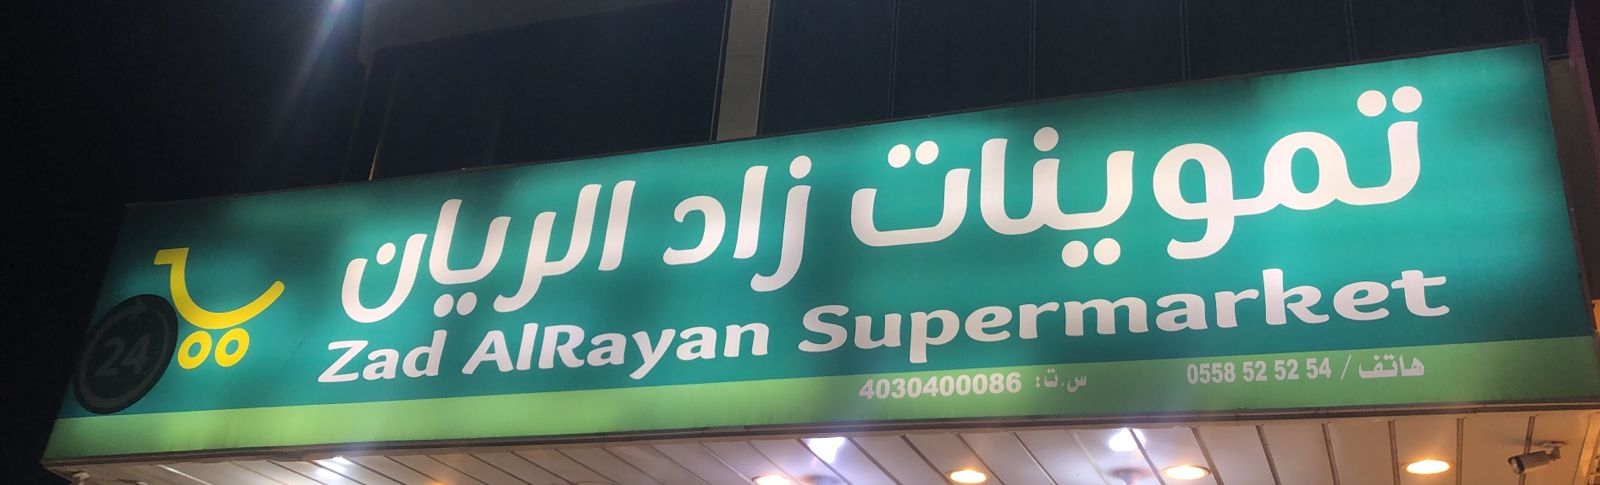 تموينات زاد الريان
Zad AlRayan Supermarket
هاتف / 0558 52 52 54
س.ت: 4030400086
24